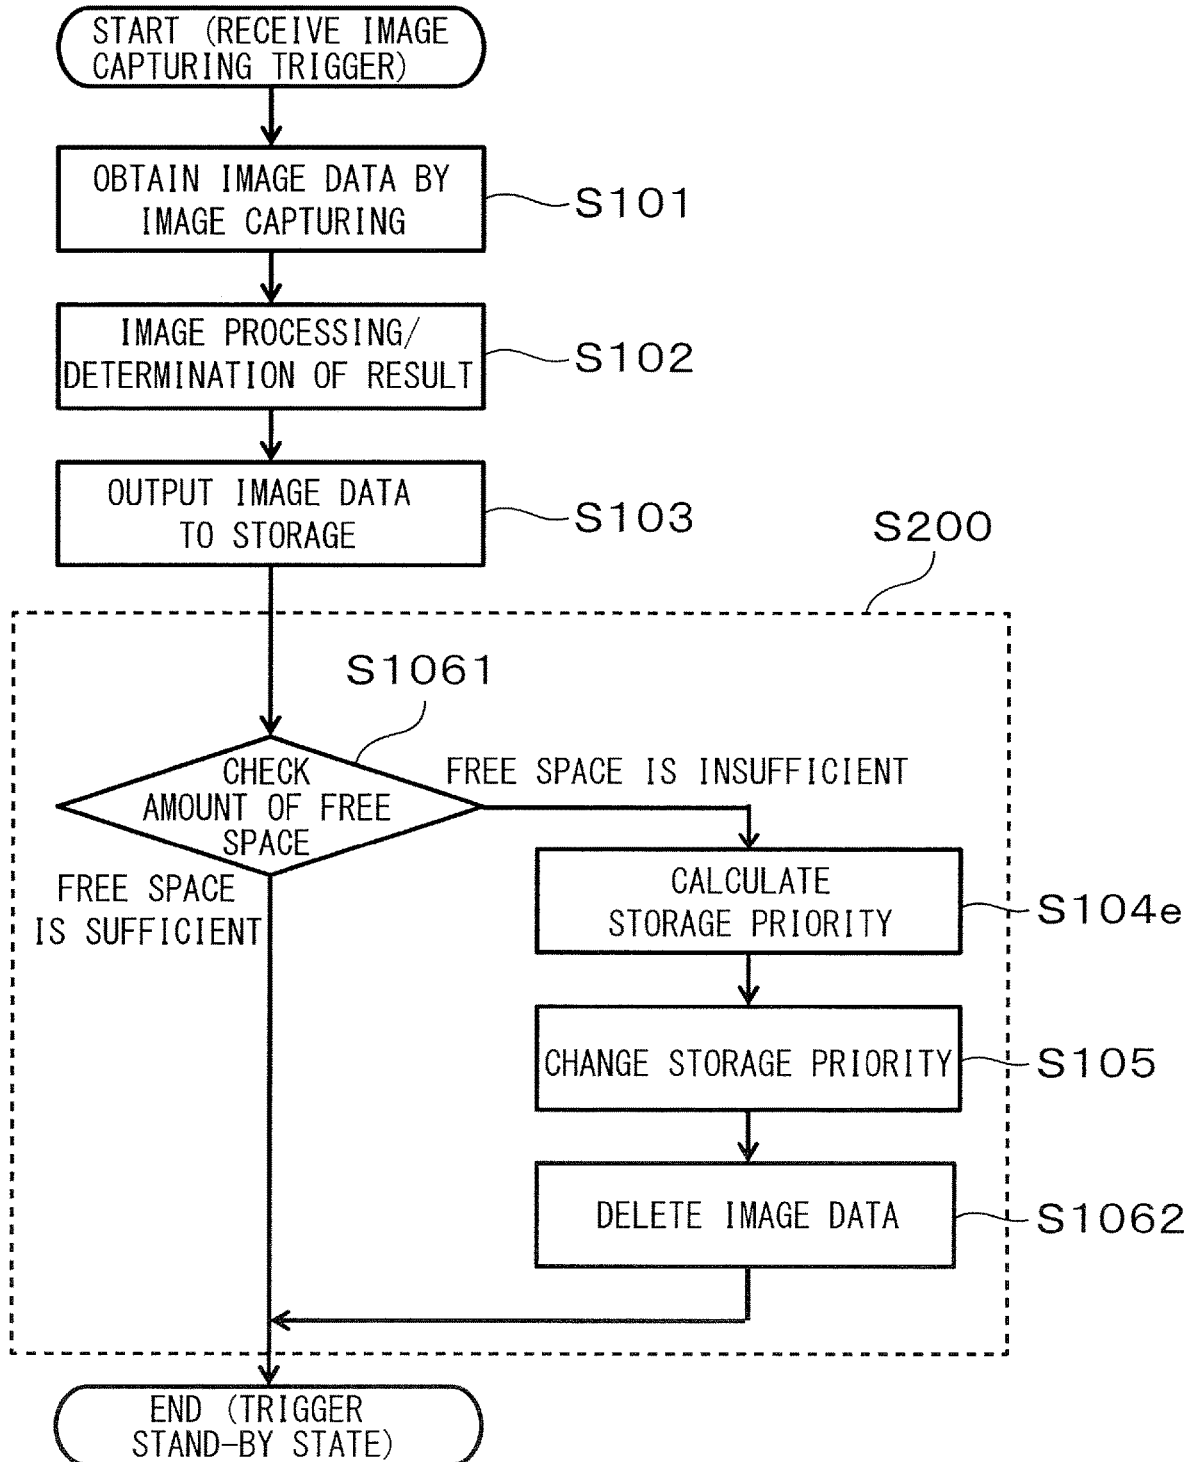 START (RECEIVE IMAGE
CAPTURING TRIGGER)
OBTAIN IMAGE DATA BY
IMAGE CAPTURING
S101
IMAGE PROCESSING/
DETERMINATION OF RESULT
S102
OUTPUT IMAGE DATA
TO STORAGE
S103
S200
S1061
CHECK
AMOUNT OF FREE
SPACE
FREE SPACE IS INSUFFICIENT
FREE SPACE
IS SUFFICIENT
CALCULATE
STORAGE PRIORITY
S104e
CHANGE STORAGE PRIORITY
S105
DELETE IMAGE DATA
S1062
END (TRIGGER
STAND-BY STATE)